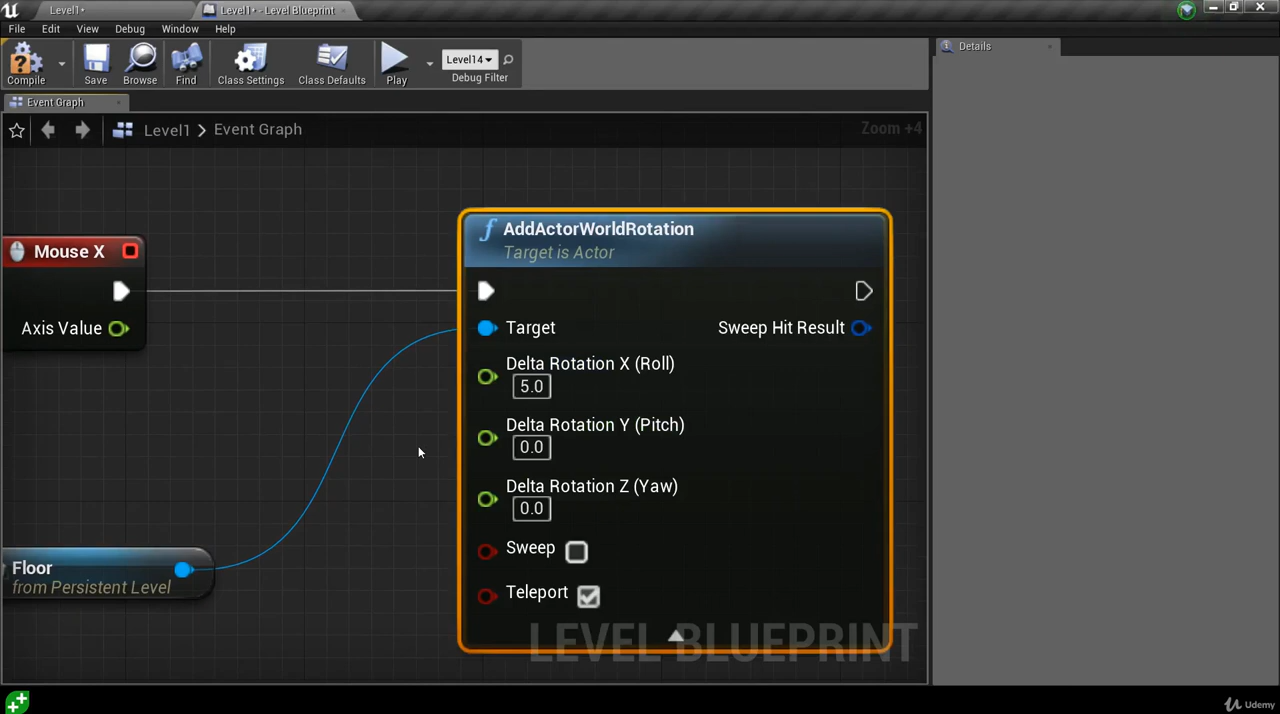 Level1*
Level1* - Level Blueprint
File Edit View Debug Window Help
Compile Save Browse Find Class Settings Class Defaults Play
Level14
Debug Filter
Details
Event Graph
Level1 > Event Graph
Zoom +4
Mouse X
Axis Value
AddActorWorldRotation
Target is Actor
Target
Sweep Hit Result
Delta Rotation X (Roll)
5.0
Delta Rotation Y (Pitch)
0.0
Delta Rotation Z (Yaw)
0.0
Sweep
Teleport
Floor
from Persistent Level
LEVEL BLUEPRINT
Udemy